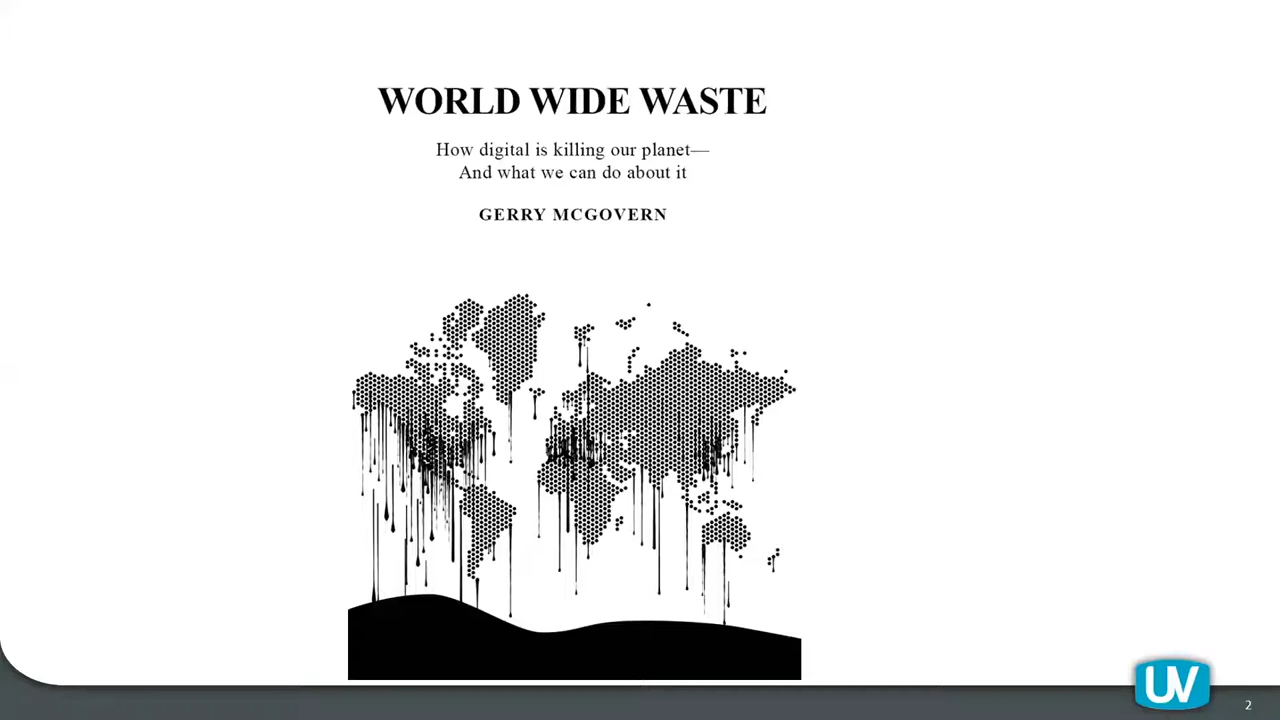 WORLD WIDE WASTE
How digital is killing our planet—
And what we can do about it
GERRY MCGOVERN
UV
2